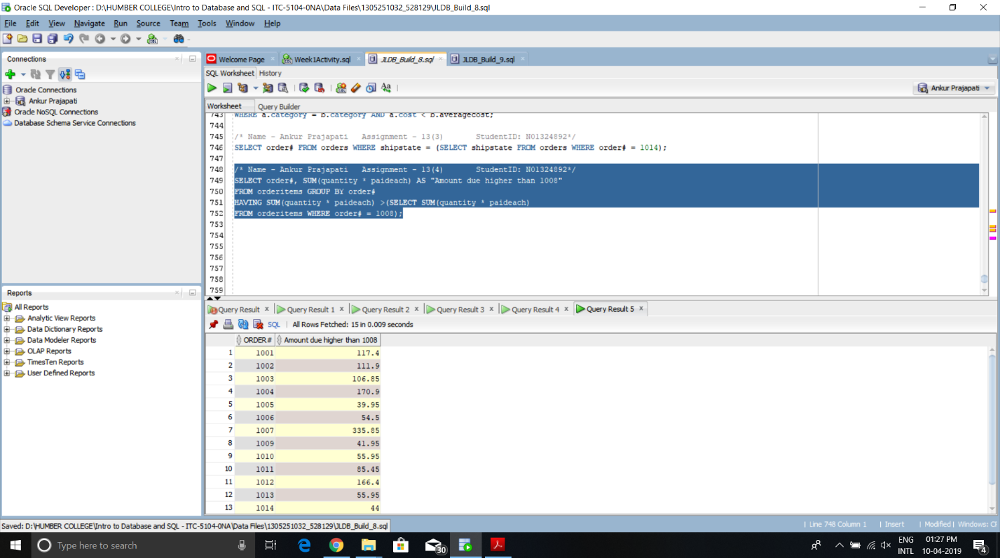 Oracle SQL Developer : D:\HUMBER COLLEGE\Intro to Database and SQL - ITC-5104-0NA\Data Files\1305251032_528129\JLDB_Build_8.sql
File Edit View Navigate Run Source Team Tools Window Help
Connections
Oracle Connections
Ankur Prajapati
Oracle NoSQL Connections
Database Schema Service Connections
Reports
All Reports
Analytic View Reports
Data Dictionary Reports
Data Modeler Reports
OLAP Reports
TimesTen Reports
User Defined Reports
Welcome Page Week1Activity.sql JLDB_Build_8.sql JLDB_Build_9.sql
SQL Worksheet History
Ankur Prajapati
Worksheet Query Builder
743 WHERE a.category = b.category AND a.cost < b.averagecost;
744
745 /* Name - Ankur Prajapati Assignment - 13(3) StudentID: N01324892*/
746 SELECT order# FROM orders WHERE shipstate = (SELECT shipstate FROM orders WHERE order# = 1014);
747
748 /* Name - Ankur Prajapati Assignment - 13(4) StudentID: N01324892*/
749 SELECT order#, SUM(quantity * paideach) AS "Amount due higher than 1008"
750 FROM orderitems GROUP BY order#
751 HAVING SUM(quantity * paideach) >(SELECT SUM(quantity * paideach)
752 FROM orderitems WHERE order# = 1008);
753
754
755
756
757
758
759
Query Result Query Result 1 Query Result 2 Query Result 3 Query Result 4 Query Result 5
SQL | All Rows Fetched: 15 in 0.009 seconds
ORDER# Amount due higher than 1008
1 1001 117.4
2 1002 111.9
3 1003 106.85
4 1004 170.9
5 1005 39.95
6 1006 54.5
7 1007 335.85
8 1009 41.95
9 1010 55.95
10 1011 85.45
11 1012 166.4
12 1013 55.95
13 1014 44
Saved: D:\HUMBER COLLEGE\Intro to Database and SQL - ITC-5104-0NA\Data Files\1305251032_528129\JLDB_Build_8.sql
| Line 748 Column 1 | Insert | Modified | Windows: CF
Type here to search
30
ENG
INTL
01:27 PM
10-04-2019
4